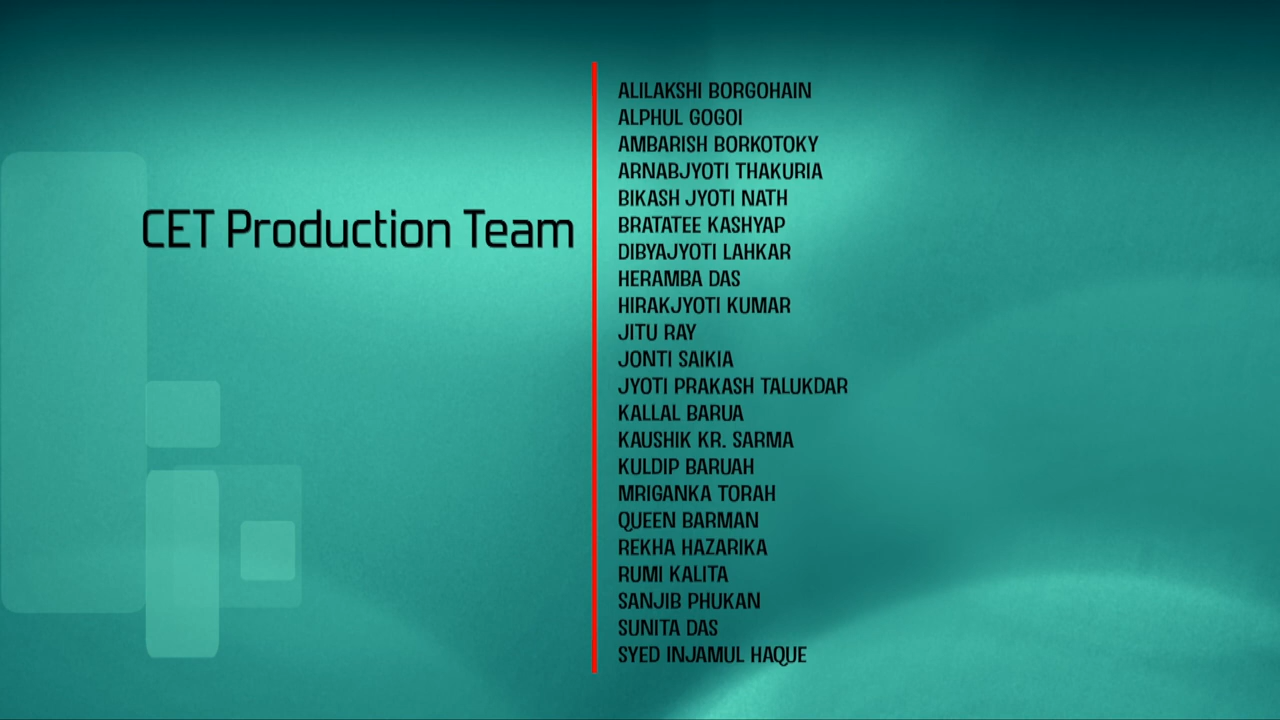 CET Production Team
ALILAKSHI BORGOHAIN
ALPHUL GOGOI
AMBARISH BORKOTOKY
ARNABJYOTI THAKURIA
BIKASH JYOTI NATH
BRATATEE KASHYAP
DIBYAJYOTI LAHKAR
HERAMBA DAS
HIRAKJYOTI KUMAR
JITU RAY
JONTI SAIKIA
JYOTI PRAKASH TALUKDAR
KALLAL BARUA
KAUSHIK KR. SARMA
KULDIP BARUAH
MRIGANKA TORAH
QUEEN BARMAN
REKHA HAZARIKA
RUMI KALITA
SANJIB PHUKAN
SUNITA DAS
SYED INJAMUL HAQUE